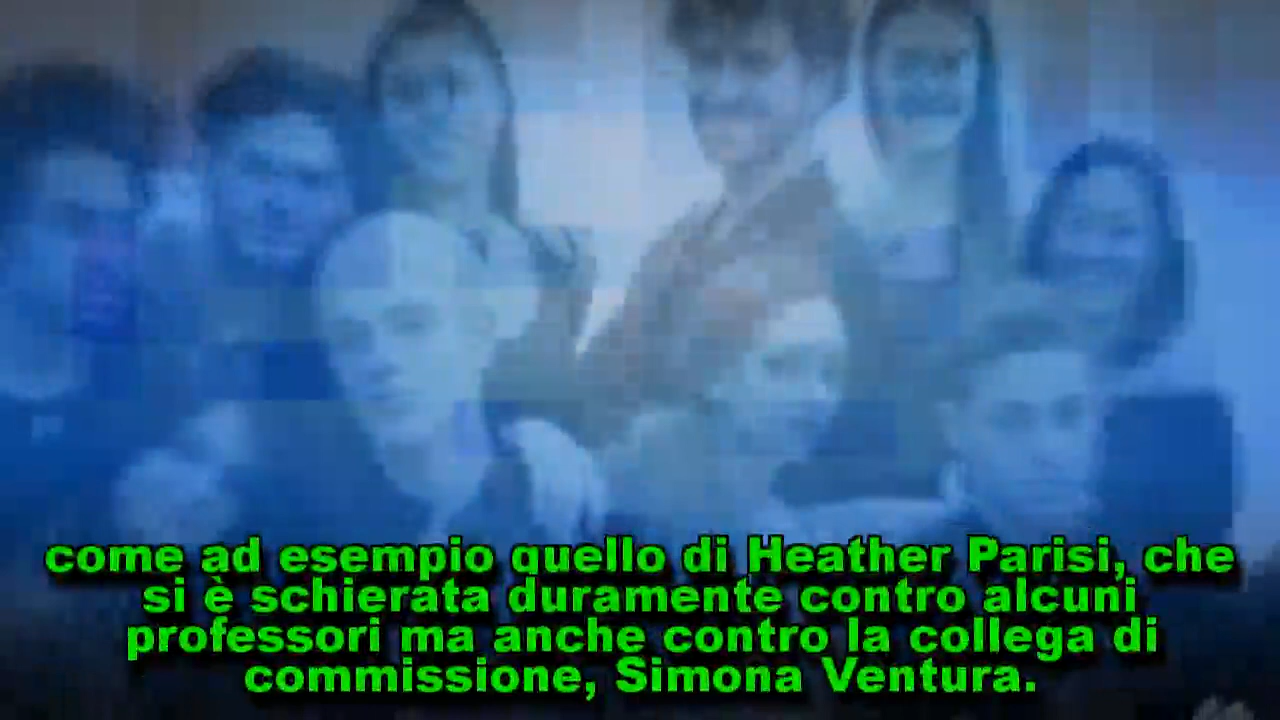 come ad esempio quello di Heather Parisi, che
si è schierata duramente contro alcuni
professori ma anche contro la collega di
commissione, Simona Ventura.